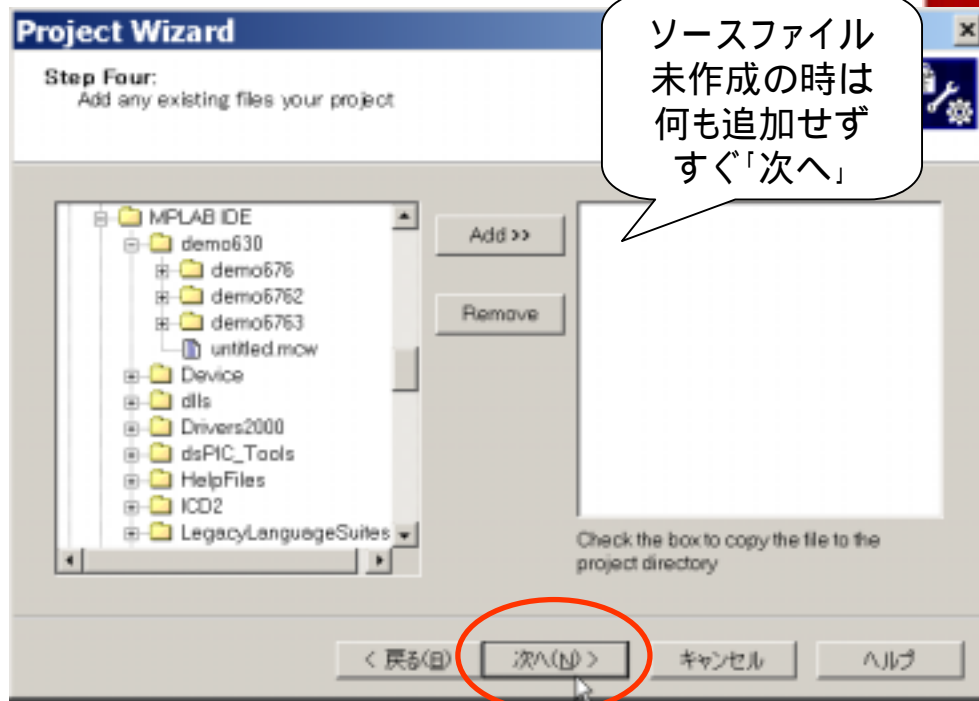 Project Wizard
ソースファイル
未作成の時は
何も追加せず
すぐ「次へ」
Step Four:
Add any existing files your project
MPLAB IDE
demo630
demo676
demo6762
demo6763
untitled.mcw
Device
dlls
Drivers2000
dsPIC_Tools
HelpFiles
ICD2
LegacyLanguageSuites
Add >>
Remove
Check the box to copy the file to the
project directory
< 戻る(B)
次へ(N) >
キャンセル
ヘルプ